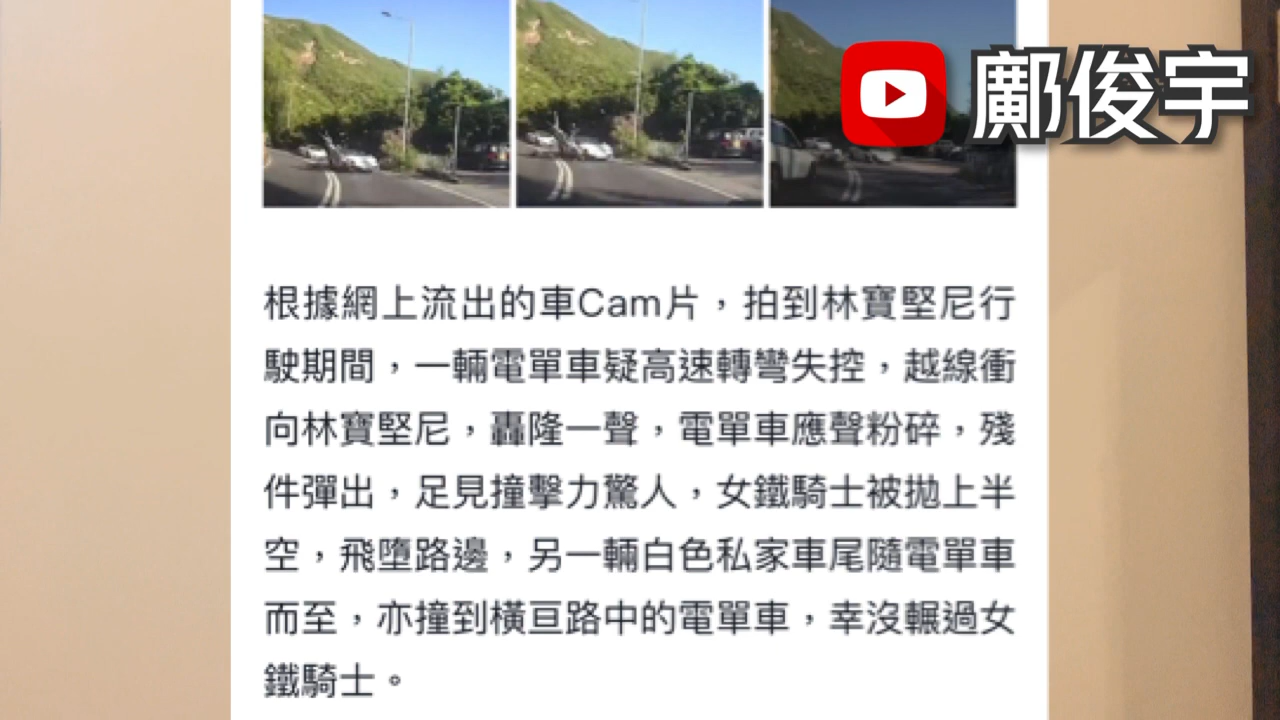 鄺俊宇
根據網上流出的車Cam片，拍到林寶堅尼行
駛期間，一輛電單車疑高速轉彎失控，越線衝
向林寶堅尼，轟隆一聲，電單車應聲粉碎，殘
件彈出，足見撞擊力驚人，女鐵騎士被拋上半
空，飛墮路邊，另一輛白色私家車尾隨電單車
而至，亦撞到橫亘路中的電單車，幸沒輾過女
鐵騎士。